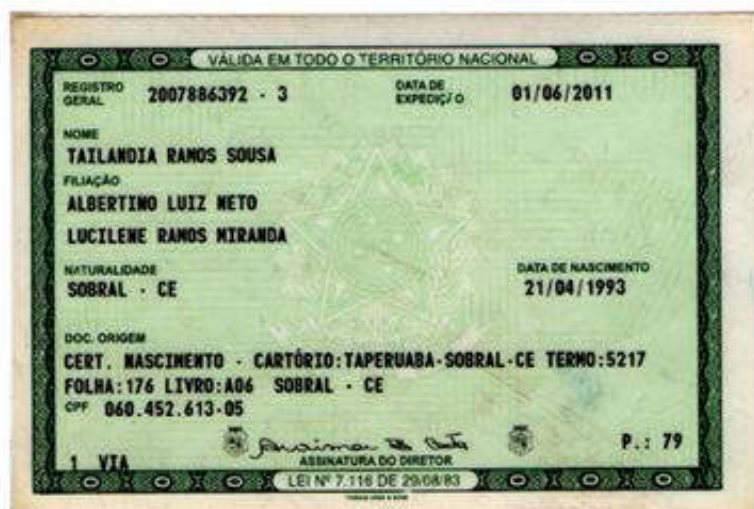 VÁLIDA EM TODO O TERRITÓRIO NACIONAL
REGISTRO GERAL 2007886392 - 3 DATA DE EXPEDIÇÃO 01/06/2011
NOME
TAILANDIA RAMOS SOUSA
FILIAÇÃO
ALBERTINO LUIZ NETO
LUCILENE RAMOS MIRANDA
NATURALIDADE DATA DE NASCIMENTO
SOBRAL - CE 21/04/1993
DOC. ORIGEM
CERT. NASCIMENTO - CARTÓRIO:TAPERUABA-SOBRAL-CE TERMO:5217
FOLHA:176 LIVRO:A06 SOBRAL - CE
CPF 060.452.613-05
P.: 79
1 VIA ASSINATURA DO DIRETOR
LEI Nº 7.116 DE 29/08/83